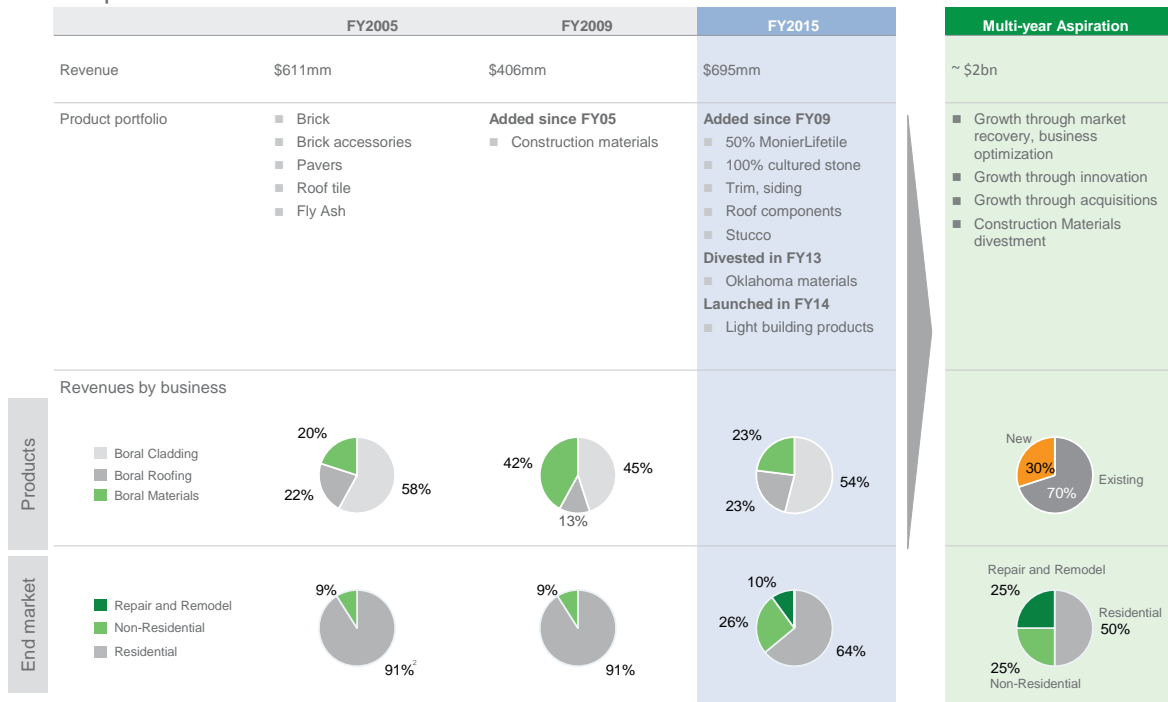 FY2005 FY2009 FY2015 Multi-year Aspiration
Revenue $611mm $406mm $695mm ~ $2bn
Product portfolio
Brick
Brick accessories
Pavers
Roof tile
Fly Ash
Added since FY05
Construction materials
Added since FY09
50% MonierLifetile
100% cultured stone
Trim, siding
Roof components
Stucco
Divested in FY13
Oklahoma materials
Launched in FY14
Light building products
Growth through market
recovery, business
optimization
Growth through innovation
Growth through acquisitions
Construction Materials
divestment
Revenues by business
Products
Boral Cladding
Boral Roofing
Boral Materials
20%
22%
58%
42%
45%
13%
23%
54%
23%
New
30%
Existing
70%
End market
Repair and Remodel
Non-Residential
Residential
9%
91%2
9%
91%
10%
26%
64%
Repair and Remodel
25%
Residential
50%
25%
Non-Residential